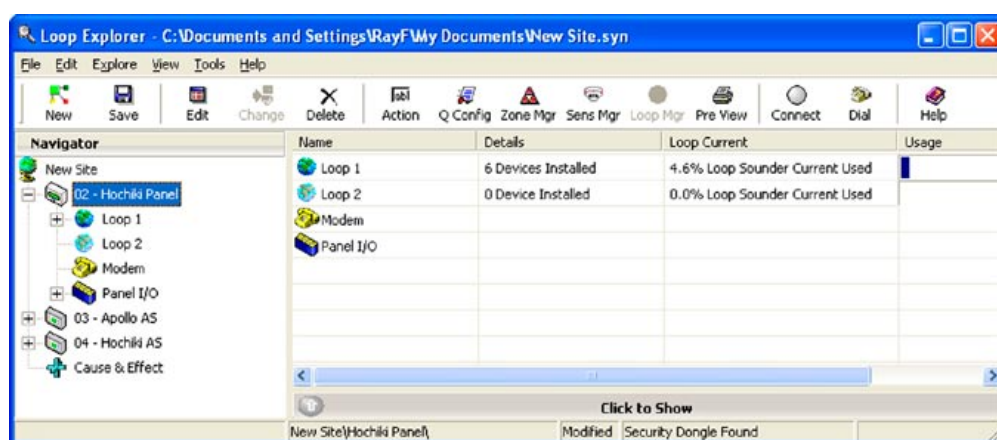 Loop Explorer - C:\Documents and Settings\RayF\My Documents\New Site.syn
File Edit Explore View Tools Help
New Save Edit Change Delete Action Q Config Zone Mgr Sens Mgr Loop Mgr Pre View Connect Dial Help
Navigator
New Site
02 - Hochiki Panel
Loop 1
Loop 2
Modem
Panel I/O
03 - Apollo AS
04 - Hochiki AS
Cause & Effect
Name Details Loop Current Usage
Loop 1 6 Devices Installed 4.6% Loop Sounder Current Used
Loop 2 0 Device Installed 0.0% Loop Sounder Current Used
Modem
Panel I/O
Click to Show
New Site\Hochiki Panel\ Modified Security Dongle Found